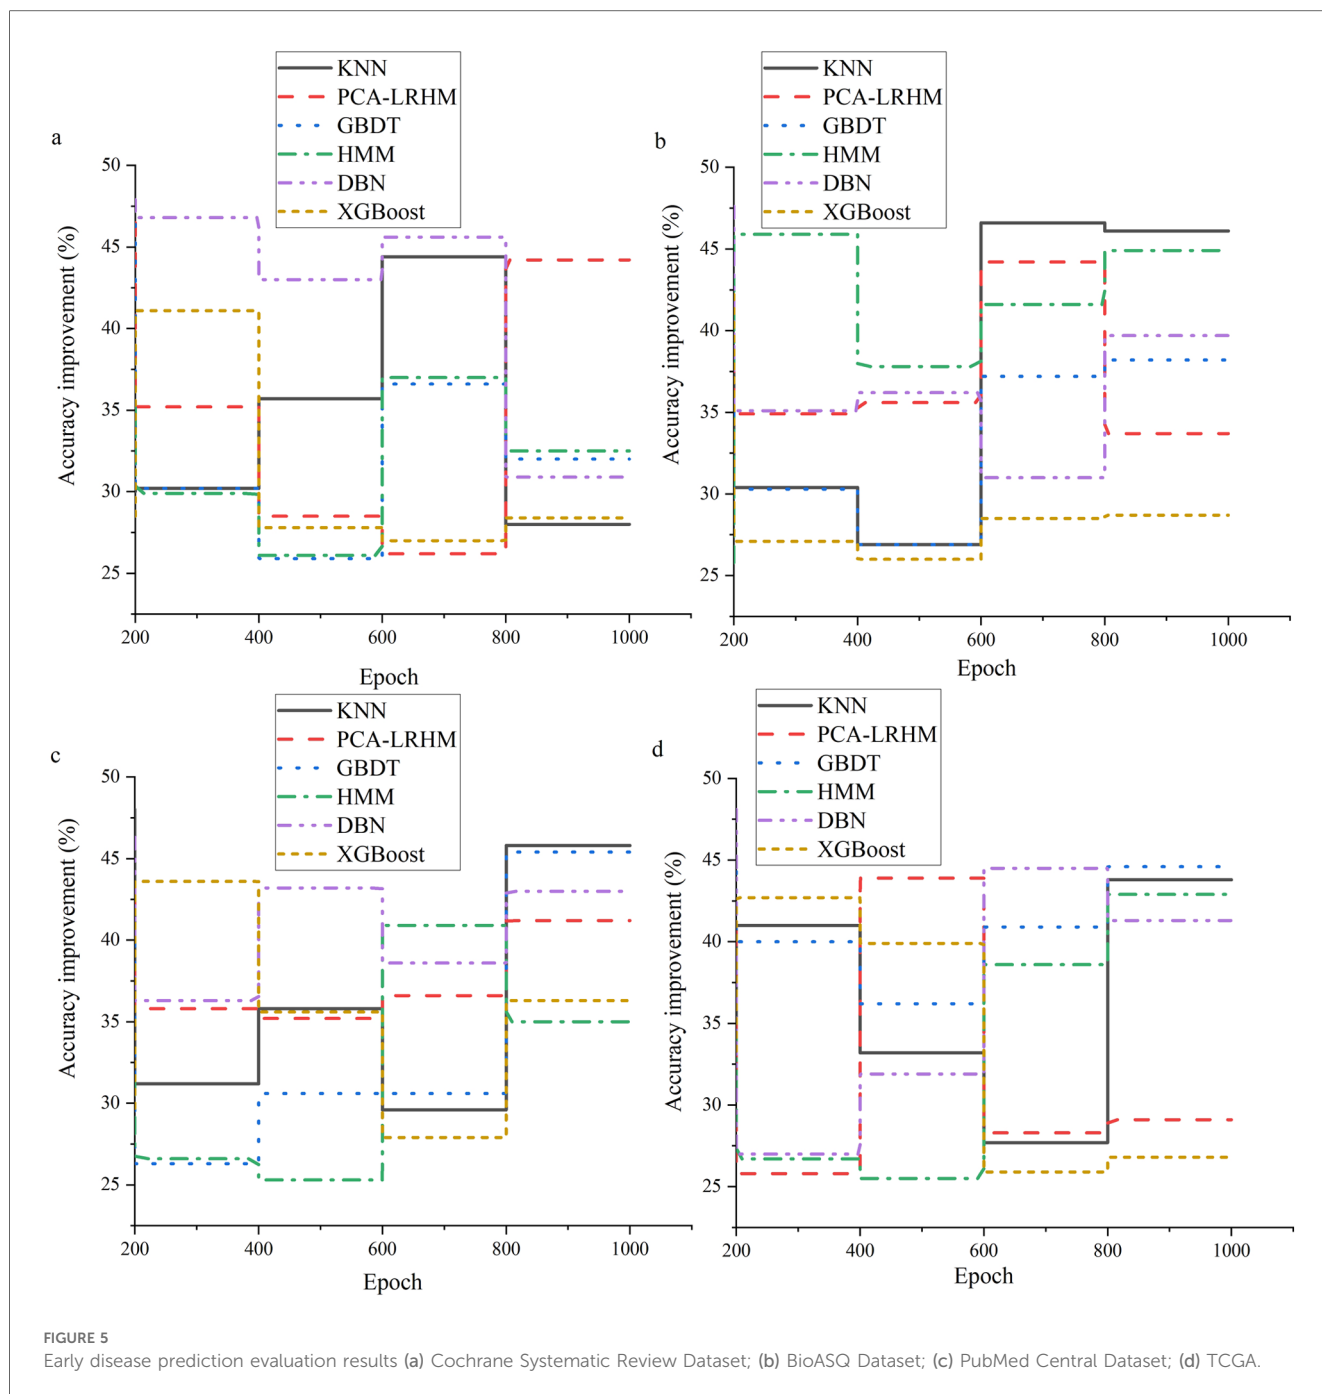 a
KNN
PCA-LRHM
GBDT
HMM
DBN
XGBoost
Accuracy improvement (%)
50
45
40
35
30
25
200 400 600 800 1000
Epoch
b
KNN
PCA-LRHM
GBDT
HMM
DBN
XGBoost
Accuracy improvement (%)
50
45
40
35
30
25
200 400 600 800 1000
Epoch
c
KNN
PCA-LRHM
GBDT
HMM
DBN
XGBoost
Accuracy improvement (%)
50
45
40
35
30
25
200 400 600 800 1000
Epoch
d
KNN
PCA-LRHM
GBDT
HMM
DBN
XGBoost
Accuracy improvement (%)
50
45
40
35
30
25
200 400 600 800 1000
Epoch
FIGURE 5
Early disease prediction evaluation results (a) Cochrane Systematic Review Dataset; (b) BioASQ Dataset; (c) PubMed Central Dataset; (d) TCGA.